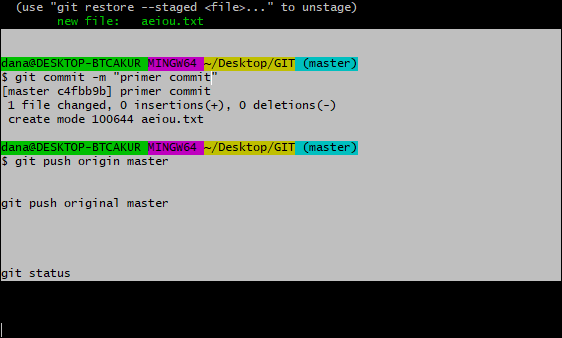 (use "git restore --staged <file>..." to unstage)
new file:   aeiou.txt
dana@DESKTOP-BTCAKUR MINGW64 ~/Desktop/GIT (master)
$ git commit -m "primer commit"
[master c4fbb9b] primer commit
1 file changed, 0 insertions(+), 0 deletions(-)
create mode 100644 aeiou.txt
dana@DESKTOP-BTCAKUR MINGW64 ~/Desktop/GIT (master)
$ git push origin master
git push original master
git status